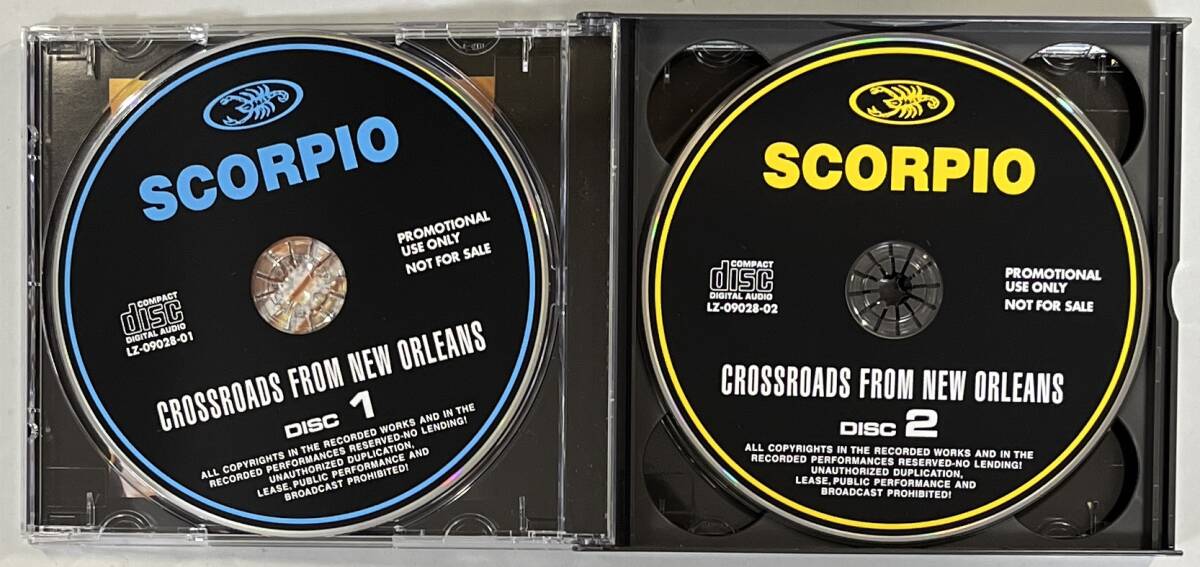 SCORPIO
PROMOTIONAL
USE ONLY
NOT FOR SALE
COMPACT
disc
DIGITAL AUDIO
LZ-09028-01
CROSSROADS FROM NEW ORLEANS
DISC 1
ALL COPYRIGHTS IN THE RECORDED WORKS AND IN THE
RECORDED PERFORMANCES RESERVED-NO LENDING!
UNAUTHORIZED DUPLICATION,
LEASE, PUBLIC PERFORMANCE AND
BROADCAST PROHIBITED!
SCORPIO
COMPACT
disc
DIGITAL AUDIO
LZ-09028-02
PROMOTIONAL
USE ONLY
NOT FOR SALE
CROSSROADS FROM NEW ORLEANS
DISC 2
ALL COPYRIGHTS IN THE RECORDED WORKS AND IN THE
RECORDED PERFORMANCES RESERVED-NO LENDING!
UNAUTHORIZED DUPLICATION,
LEASE, PUBLIC PERFORMANCE AND
BROADCAST PROHIBITED!